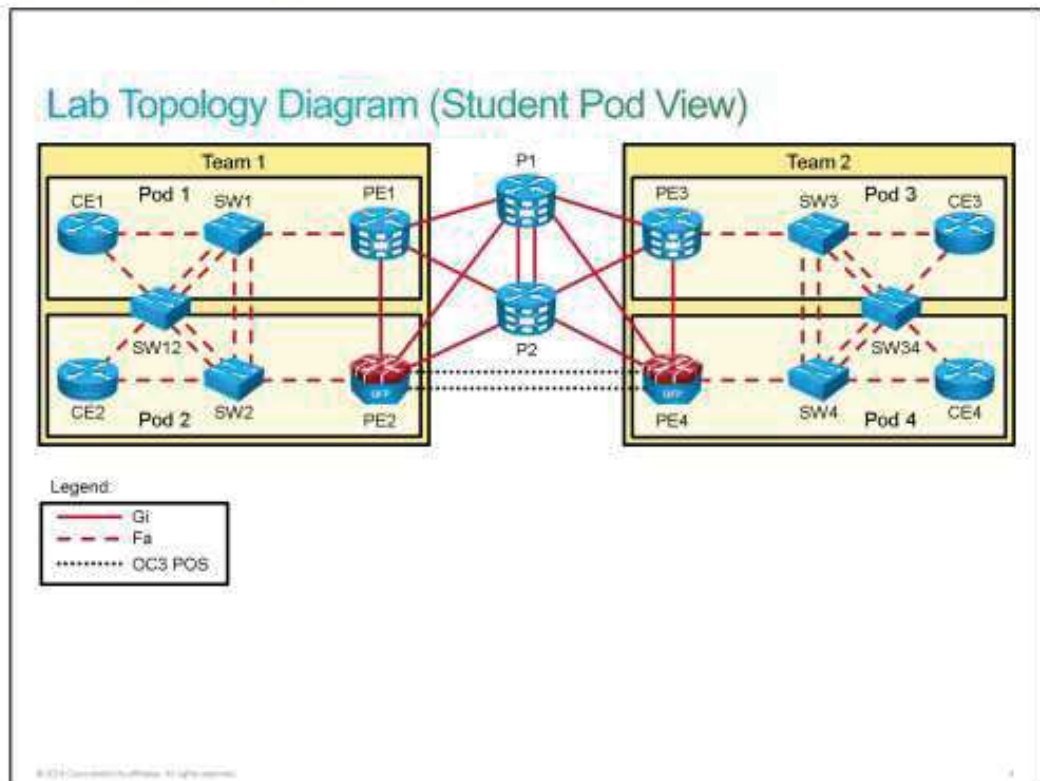 Lab Topology Diagram (Student Pod View)
Team 1
P1
Team 2
Pod 1
CE1
SW1
PE1
PE3
SW3
Pod 3
CE3
SW12
P2
SW34
CE2
Pod 2
SW2
QFP
PE2
QFP
PE4
SW4
Pod 4
CE4
Legend:
Gi
Fa
OC3 POS